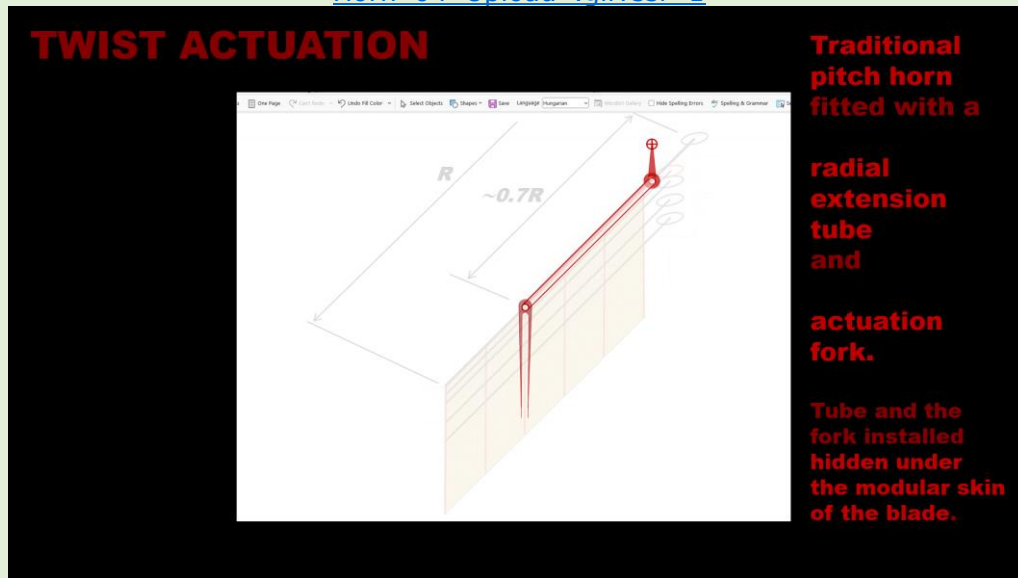 TWIST ACTUATION
Traditional
pitch horn
fitted with a
radial
extension
tube
and
actuation
fork.
Tube and the
fork installed
hidden under
the modular skin
of the blade.
One Page Undo Fill Color Select Objects Shapes Save Language Hungarian Hide Spelling Errors Spelling & Grammar
R
~0.7R